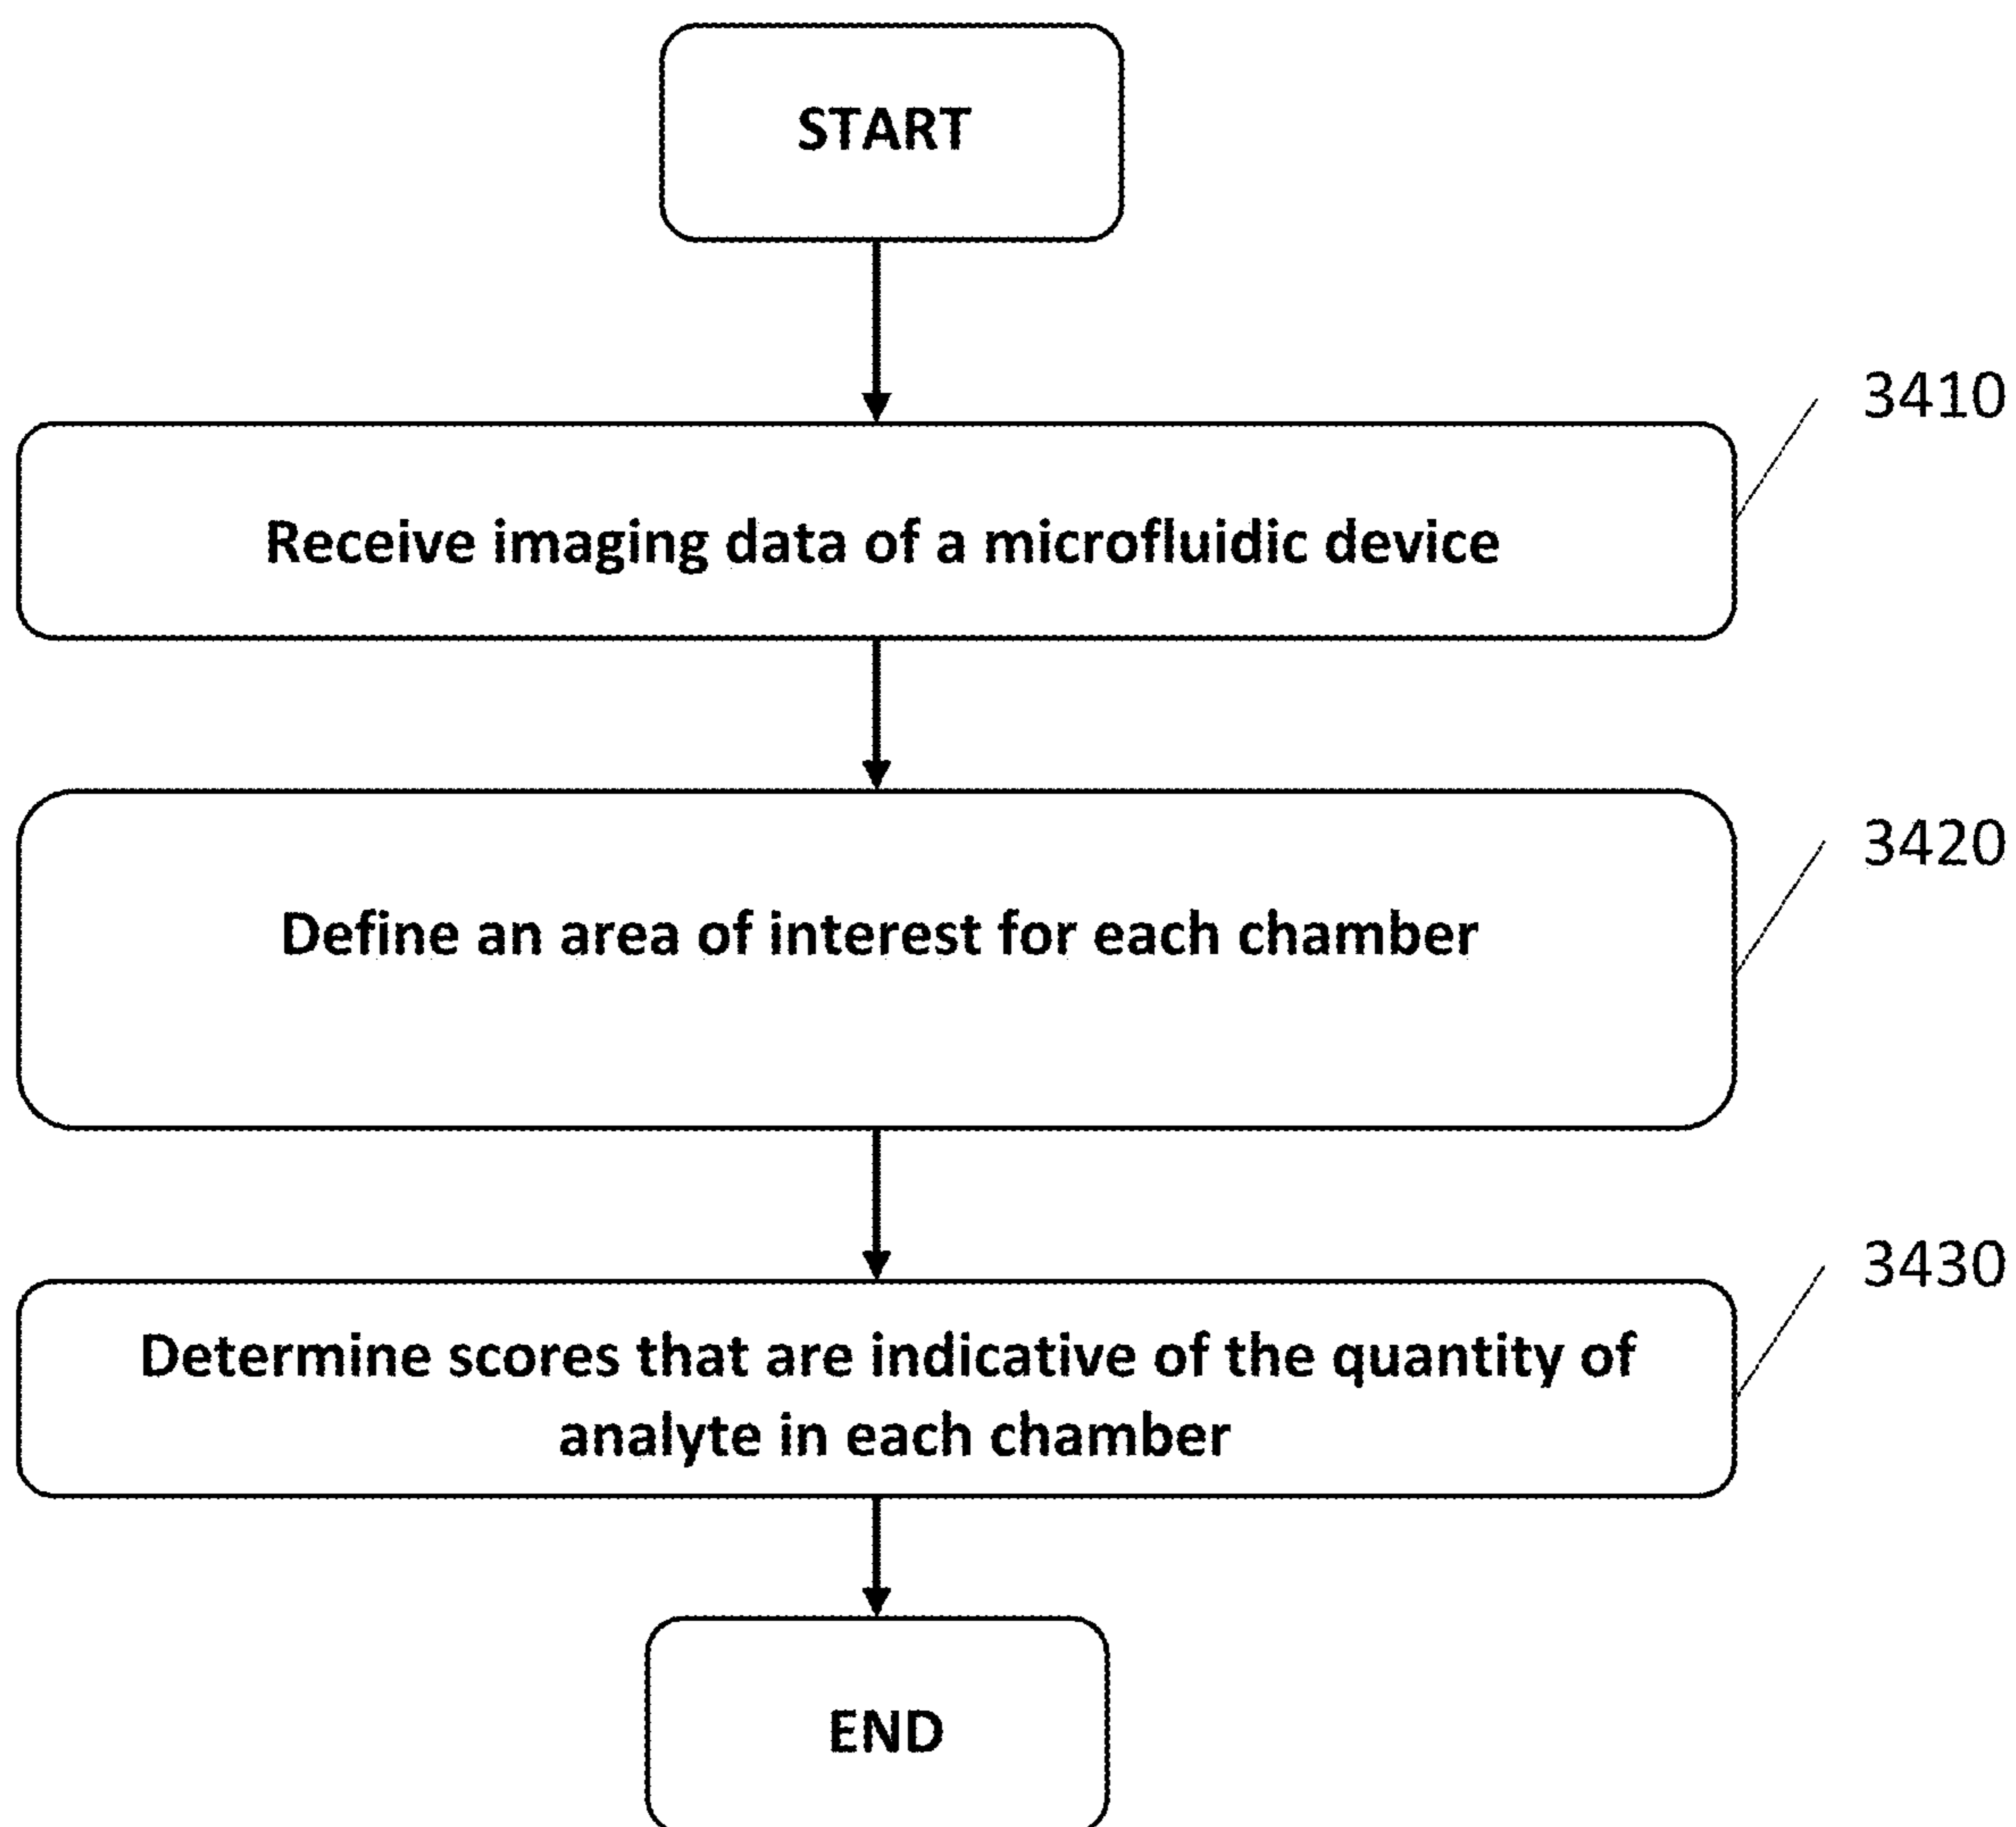 START
3410
Receive imaging data of a microfluidic device
3420
Define an area of interest for each chamber
3430
Determine scores that are indicative of the quantity of
analyte in each chamber
END